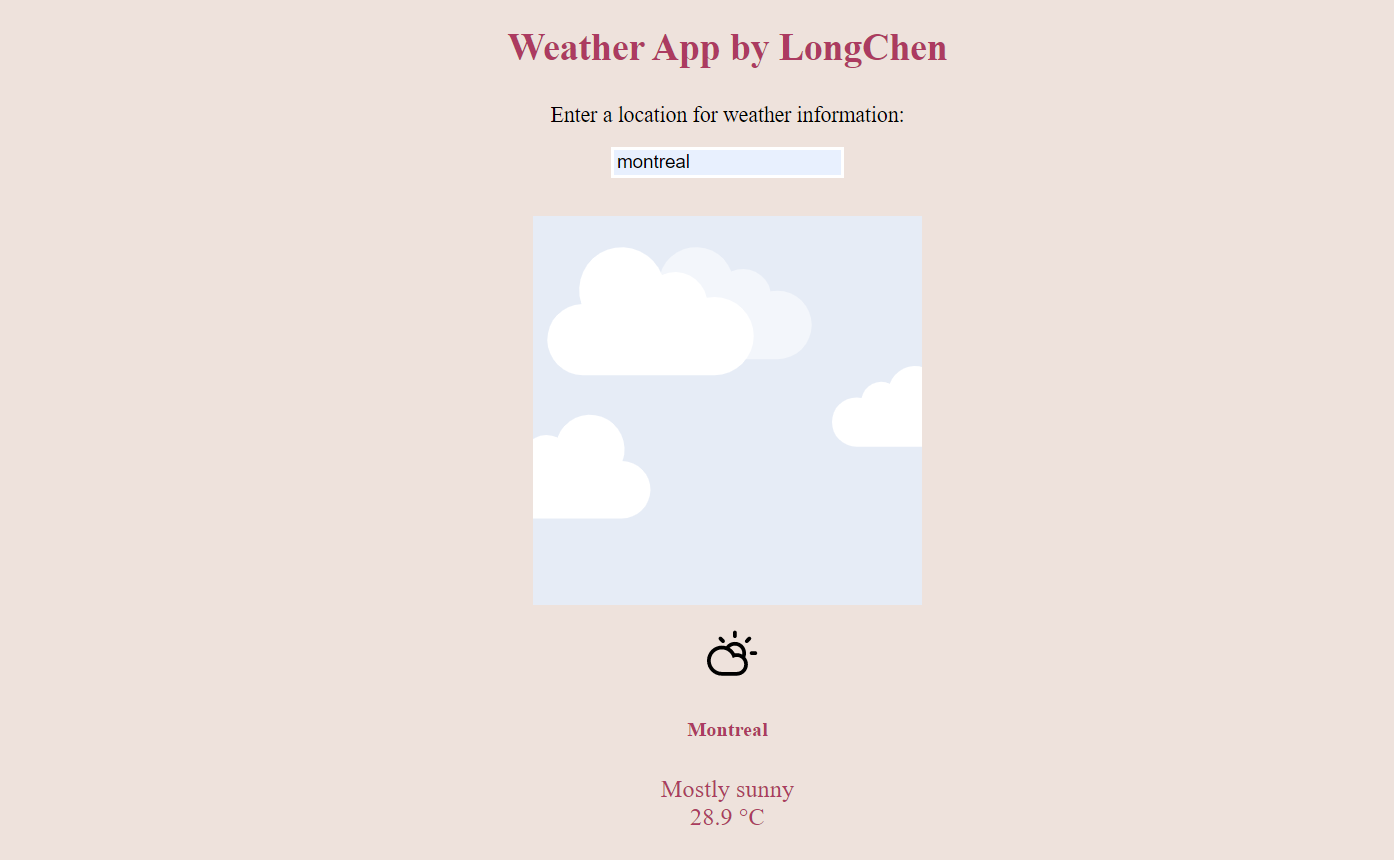 Weather App by LongChen
Enter a location for weather information:
montreal
Montreal
Mostly sunny
28.9 °C